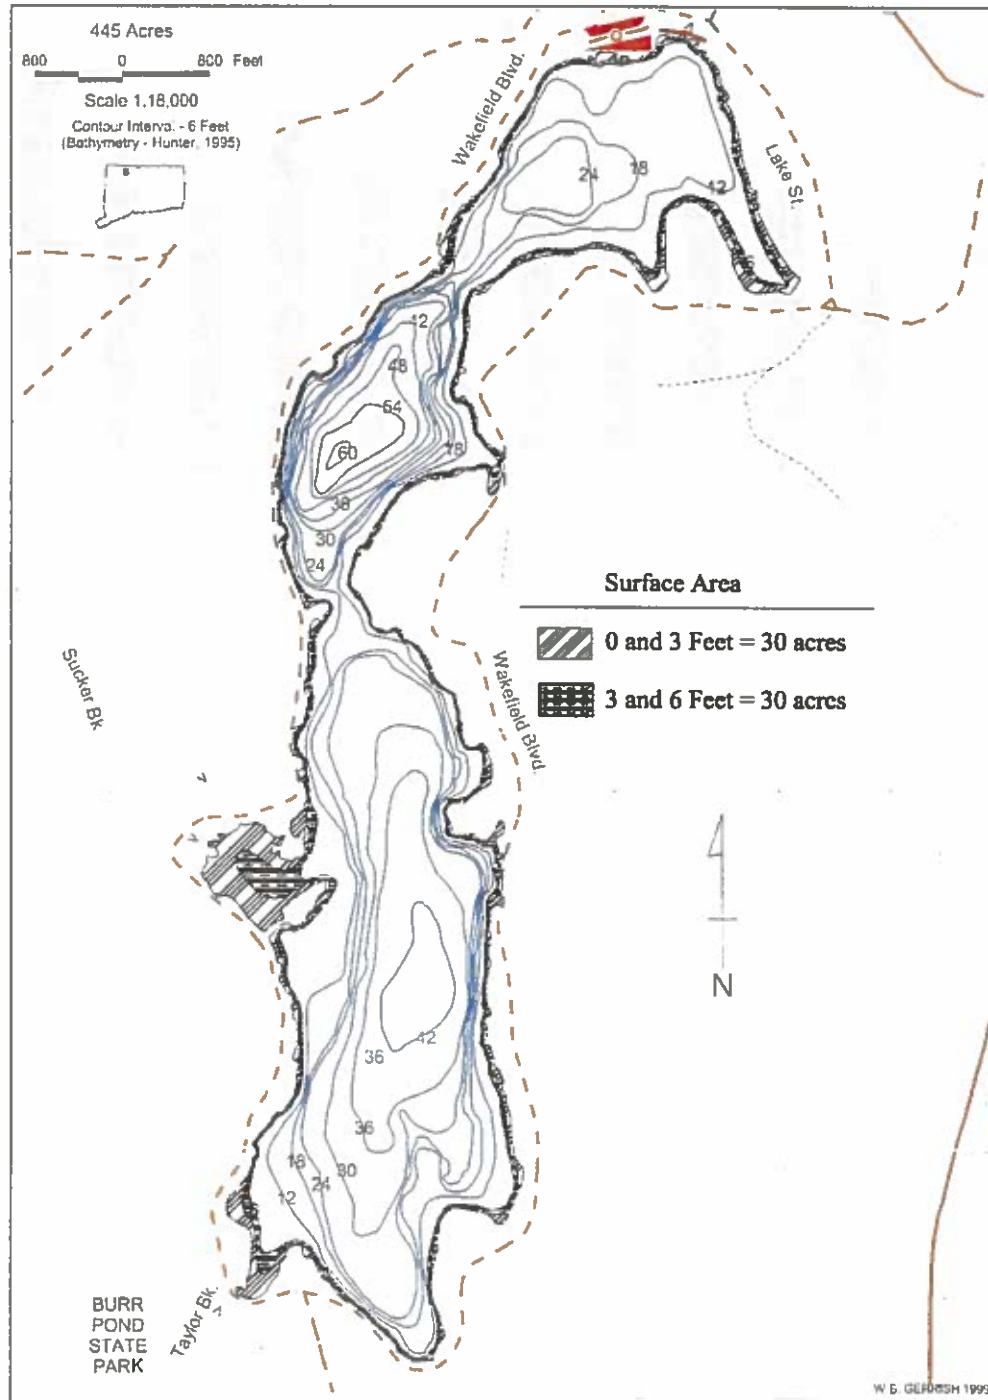 445 Acres
800 0 800 Feet
Scale 1,18,000
Contour Interval - 6 Feet
(Bathymetry - Hunter, 1995)
Wakefield Blvd.
Lake St.
24
18
12
12
48
54
60
18
38
30
24
Surface Area
0 and 3 Feet = 30 acres
3 and 6 Feet = 30 acres
Sucker Bk
Wakefield Blvd.
N
42
36
36
18
30
24
12
Taylor Bk.
BURR
POND
STATE
PARK
W B. 1995